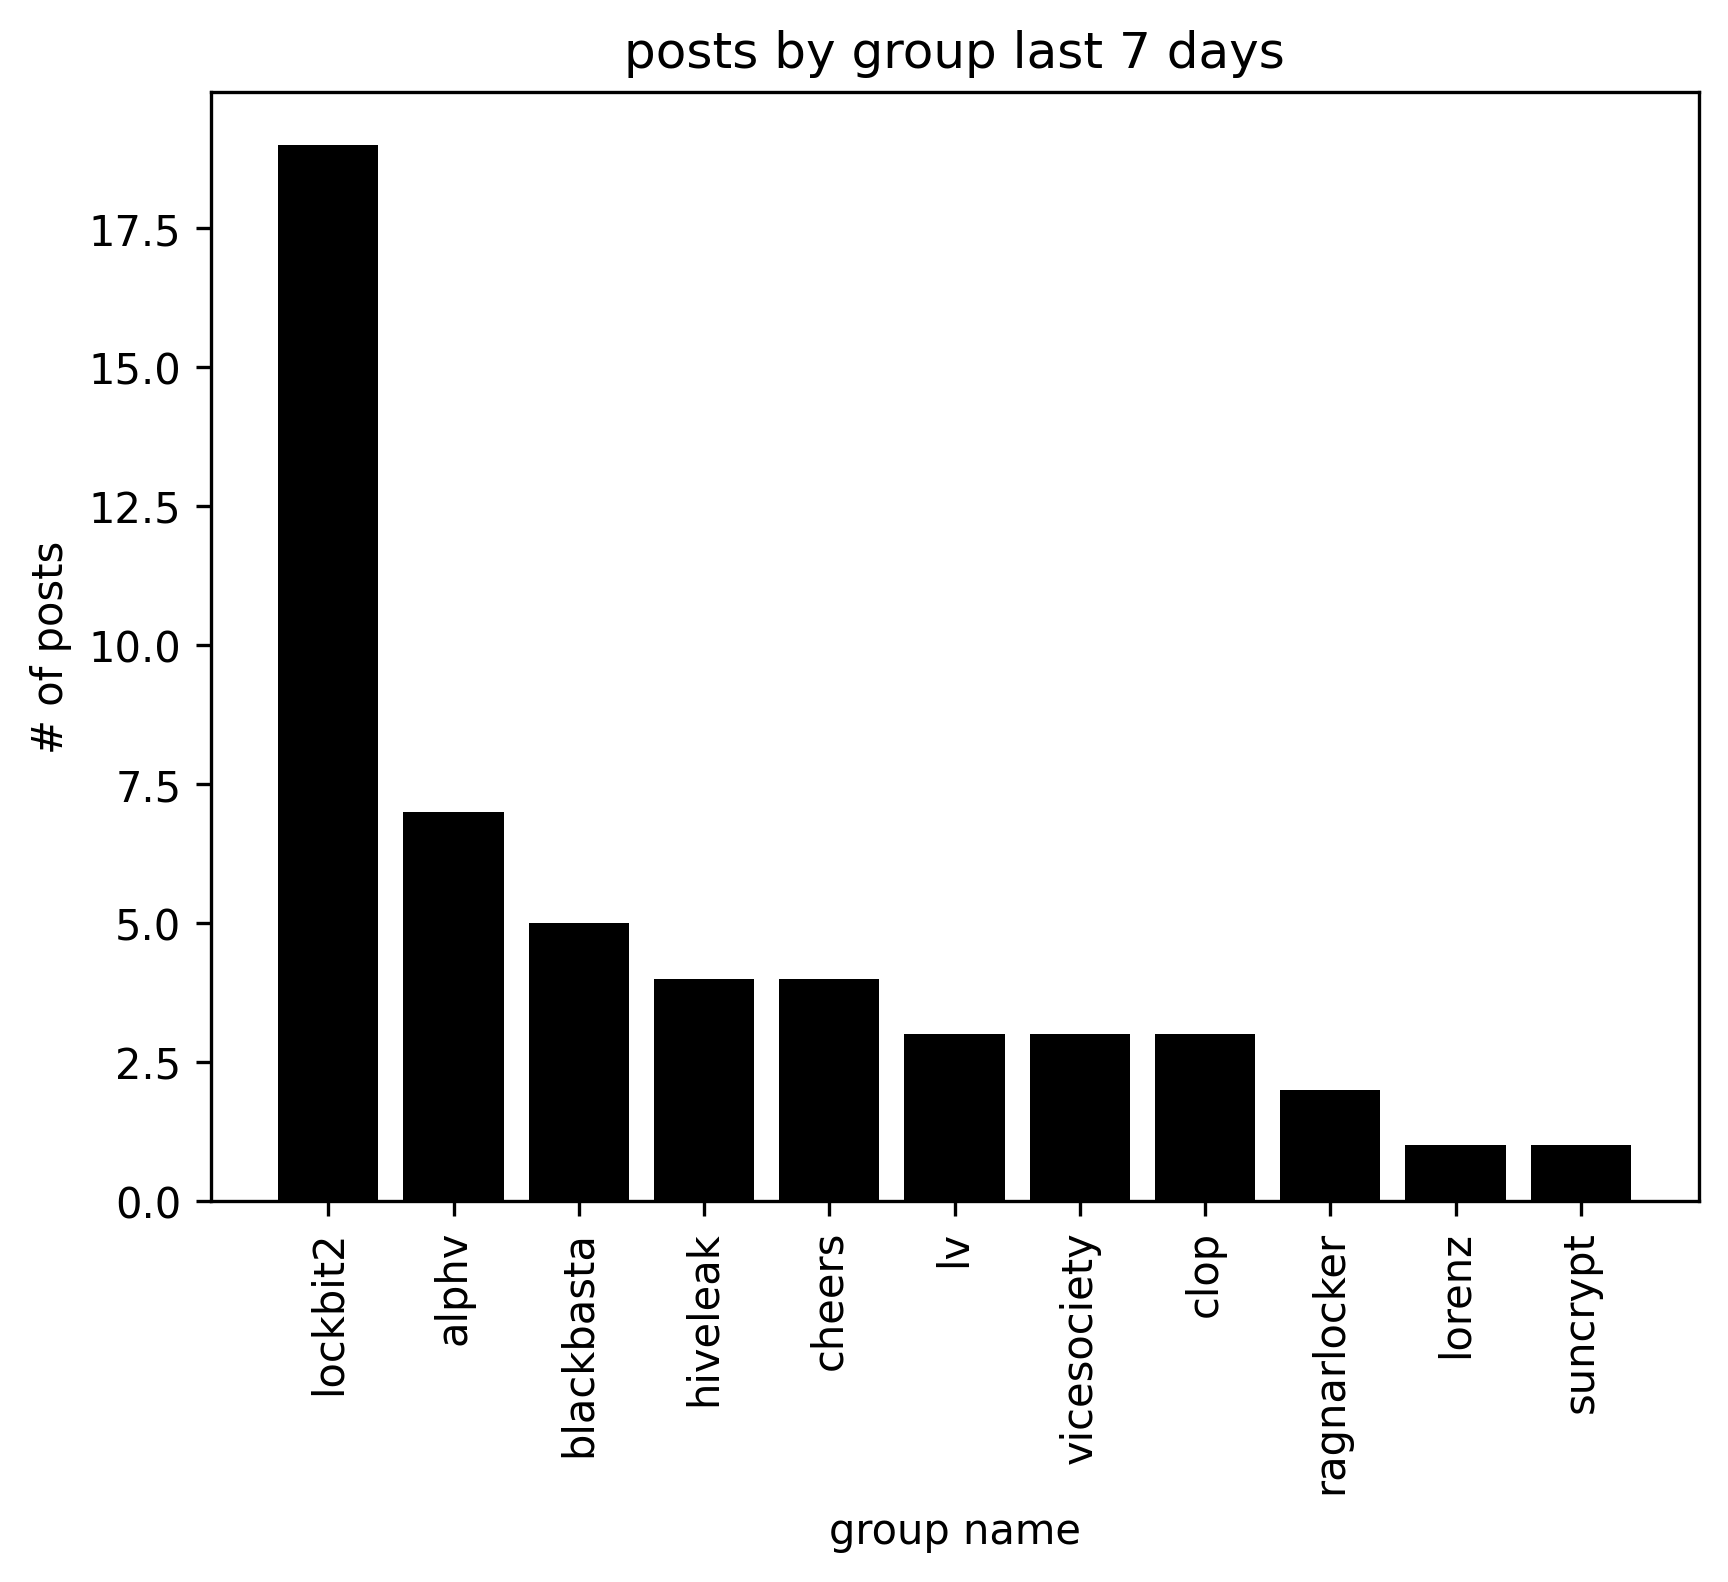 posts by group last 7 days
# of posts
17.5
15.0
12.5
10.0
7.5
5.0
2.5
0.0
lockbit2
alphv
blackbasta
hiveleak
cheers
lv
vicesociety
clop
ragnarlocker
lorenz
suncrypt
group name